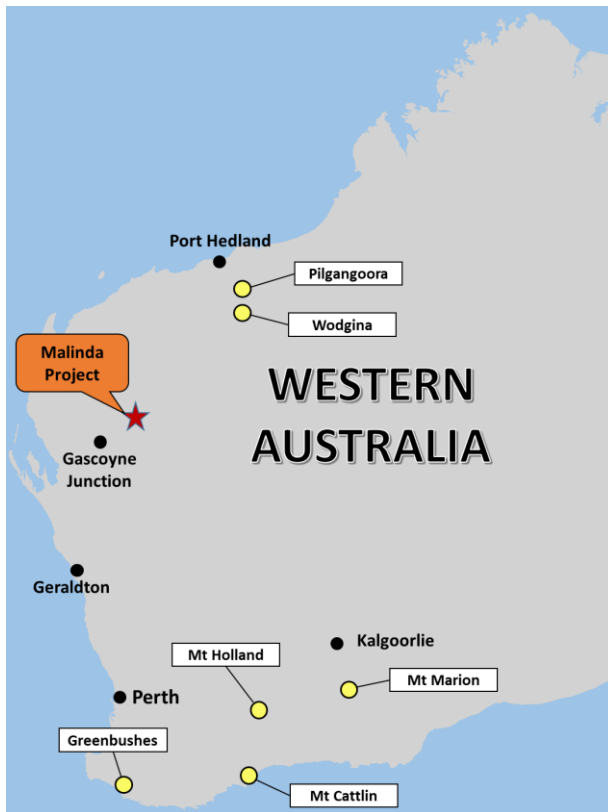 Port Hedland
Pilgangoora
Wodgina
Malinda
Project
WESTERN
AUSTRALIA
Gascoyne
Junction
Geraldton
Kalgoorlie
Mt Holland
Mt Marion
Perth
Greenbushes
Mt Cattlin